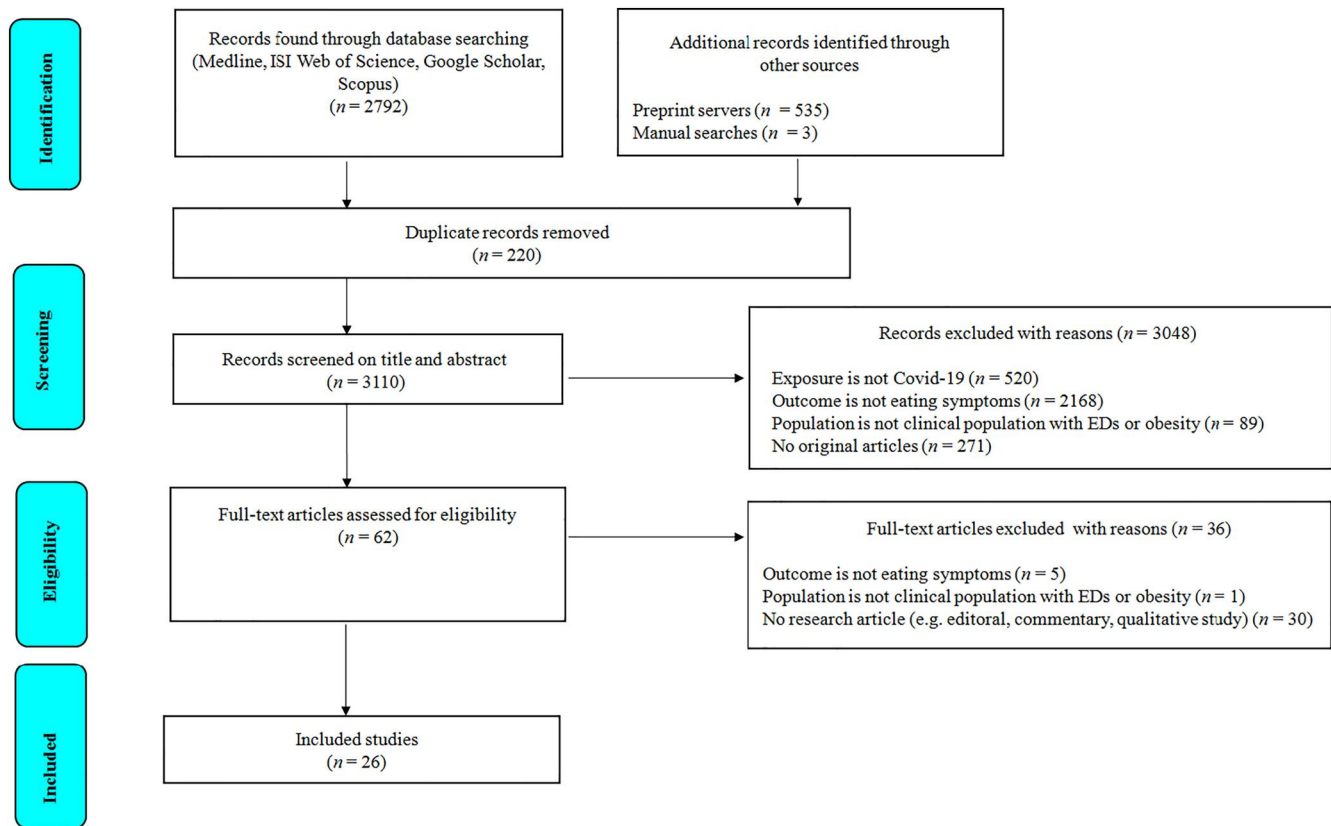 Identification
Records found through database searching
(Medline, ISI Web of Science, Google Scholar,
Scopus)
(n = 2792)
Additional records identified through
other sources
Preprint servers (n = 535)
Manual searches (n = 3)
Duplicate records removed
(n = 220)
Screening
Records screened on title and abstract
(n = 3110)
Records excluded with reasons (n = 3048)
Exposure is not Covid-19 (n = 520)
Outcome is not eating symptoms (n = 2168)
Population is not clinical population with EDs or obesity (n = 89)
No original articles (n = 271)
Eligibility
Full-text articles assessed for eligibility
(n = 62)
Full-text articles excluded with reasons (n = 36)
Outcome is not eating symptoms (n = 5)
Population is not clinical population with EDs or obesity (n = 1)
No research article (e.g. editoral, commentary, qualitative study) (n = 30)
Included
Included studies
(n = 26)